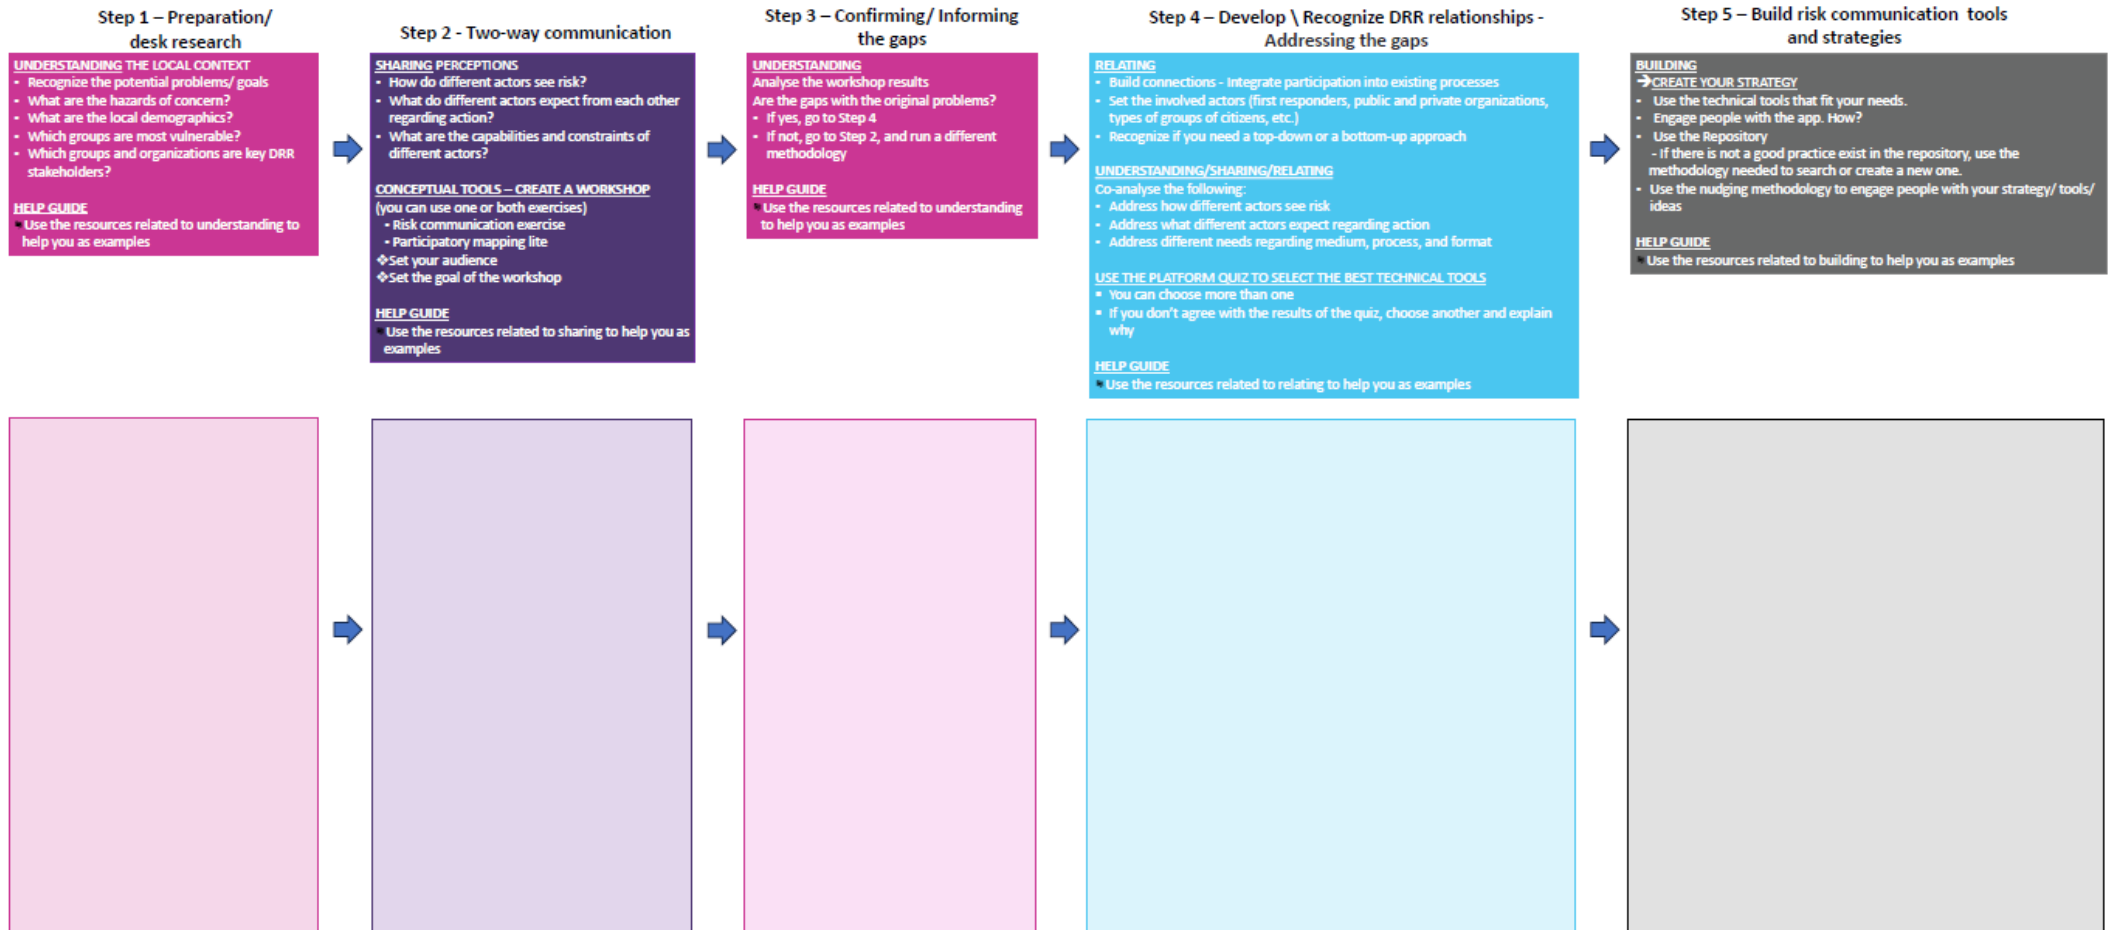 Step 1 – Preparation/
desk research
UNDERSTANDING THE LOCAL CONTEXT
- Recognize the potential problems/ goals
- What are the hazards of concern?
- What are the local demographics?
- Which groups are most vulnerable?
- Which groups and organizations are key DRR
stakeholders?
HELP GUIDE
Use the resources related to understanding to
help you as examples
Step 2 - Two-way communication
SHARING PERCEPTIONS
- How do different actors see risk?
- What do different actors expect from each other
regarding action?
- What are the capabilities and constraints of
different actors?
CONCEPTUAL TOOLS – CREATE A WORKSHOP
(you can use one or both exercises)
- Risk communication exercise
- Participatory mapping lite
❖Set your audience
❖Set the goal of the workshop
HELP GUIDE
Use the resources related to sharing to help you as
examples
Step 3 – Confirming/ Informing
the gaps
UNDERSTANDING
Analyse the workshop results
Are the gaps with the original problems?
- If yes, go to Step 4
- If not, go to Step 2, and run a different
methodology
HELP GUIDE
Use the resources related to understanding
to help you as examples
Step 4 – Develop \ Recognize DRR relationships -
Addressing the gaps
RELATING
- Build connections - Integrate participation into existing processes
- Set the involved actors (first responders, public and private organizations,
types of groups of citizens, etc.)
- Recognize if you need a top-down or a bottom-up approach
UNDERSTANDING/SHARING/RELATING
Co-analyse the following:
- Address how different actors see risk
- Address what different actors expect regarding action
- Address different needs regarding medium, process, and format
USE THE PLATFORM QUIZ TO SELECT THE BEST TECHNICAL TOOLS
▪ You can choose more than one
▪ If you don't agree with the results of the quiz, choose another and explain
why
HELP GUIDE
Use the resources related to relating to help you as examples
Step 5 – Build risk communication tools
and strategies
BUILDING
➔CREATE YOUR STRATEGY
- Use the technical tools that fit your needs.
- Engage people with the app. How?
- Use the Repository
- If there is not a good practice exist in the repository, use the
methodology needed to search or create a new one.
- Use the nudging methodology to engage people with your strategy/ tools/
ideas
HELP GUIDE
Use the resources related to building to help you as examples